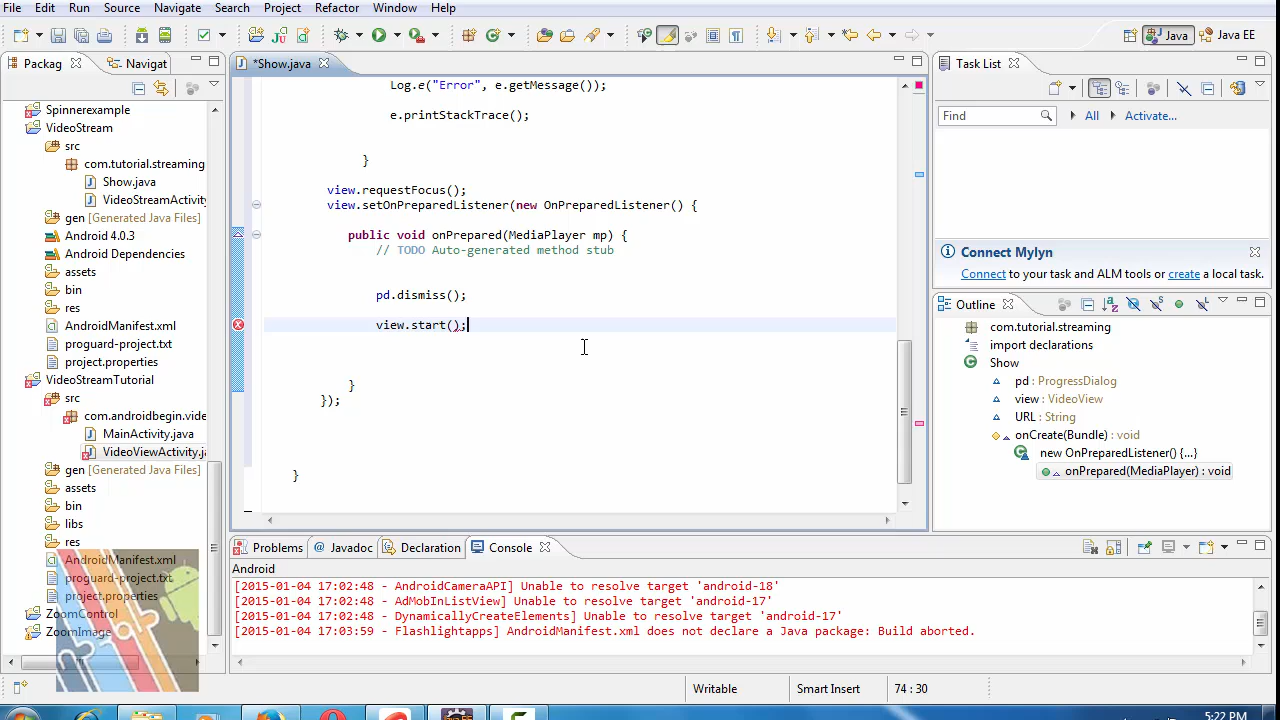 File Edit Run Source Navigate Search Project Refactor Window Help
Java Java EE
Packag Navigat
Spinnerexample
VideoStream
src
com.tutorial.streaming
Show.java
VideoStreamActivity
gen [Generated Java Files]
Android 4.0.3
Android Dependencies
assets
bin
res
AndroidManifest.xml
proguard-project.txt
project.properties
VideoStreamTutorial
src
com.androidbegin.vide
MainActivity.java
VideoViewActivity.ja
gen [Generated Java Files]
assets
bin
libs
res
AndroidManifest.xml
proguard-project.txt
project.properties
ZoomControl
ZoomImage
*Show.java
Log.e("Error", e.getMessage());
e.printStackTrace();
}
view.requestFocus();
view.setOnPreparedListener(new OnPreparedListener() {
public void onPrepared(MediaPlayer mp) {
// TODO Auto-generated method stub
pd.dismiss();
view.start();
}
});
}
Task List
Find All Activate...
Connect Mylyn
Connect to your task and ALM tools or create a local task.
Outline
com.tutorial.streaming
import declarations
Show
pd : ProgressDialog
view : VideoView
URL : String
onCreate(Bundle) : void
new OnPreparedListener() {...}
onPrepared(MediaPlayer) : void
Problems Javadoc Declaration Console
Android
[2015-01-04 17:02:48 - AndroidCameraAPI] Unable to resolve target 'android-18'
[2015-01-04 17:02:48 - AdMobInListView] Unable to resolve target 'android-17'
[2015-01-04 17:02:48 - DynamicallyCreateElements] Unable to resolve target 'android-17'
[2015-01-04 17:03:59 - Flashlightapps] AndroidManifest.xml does not declare a Java package: Build aborted.
Writable Smart Insert 74 : 30
5:22 PM